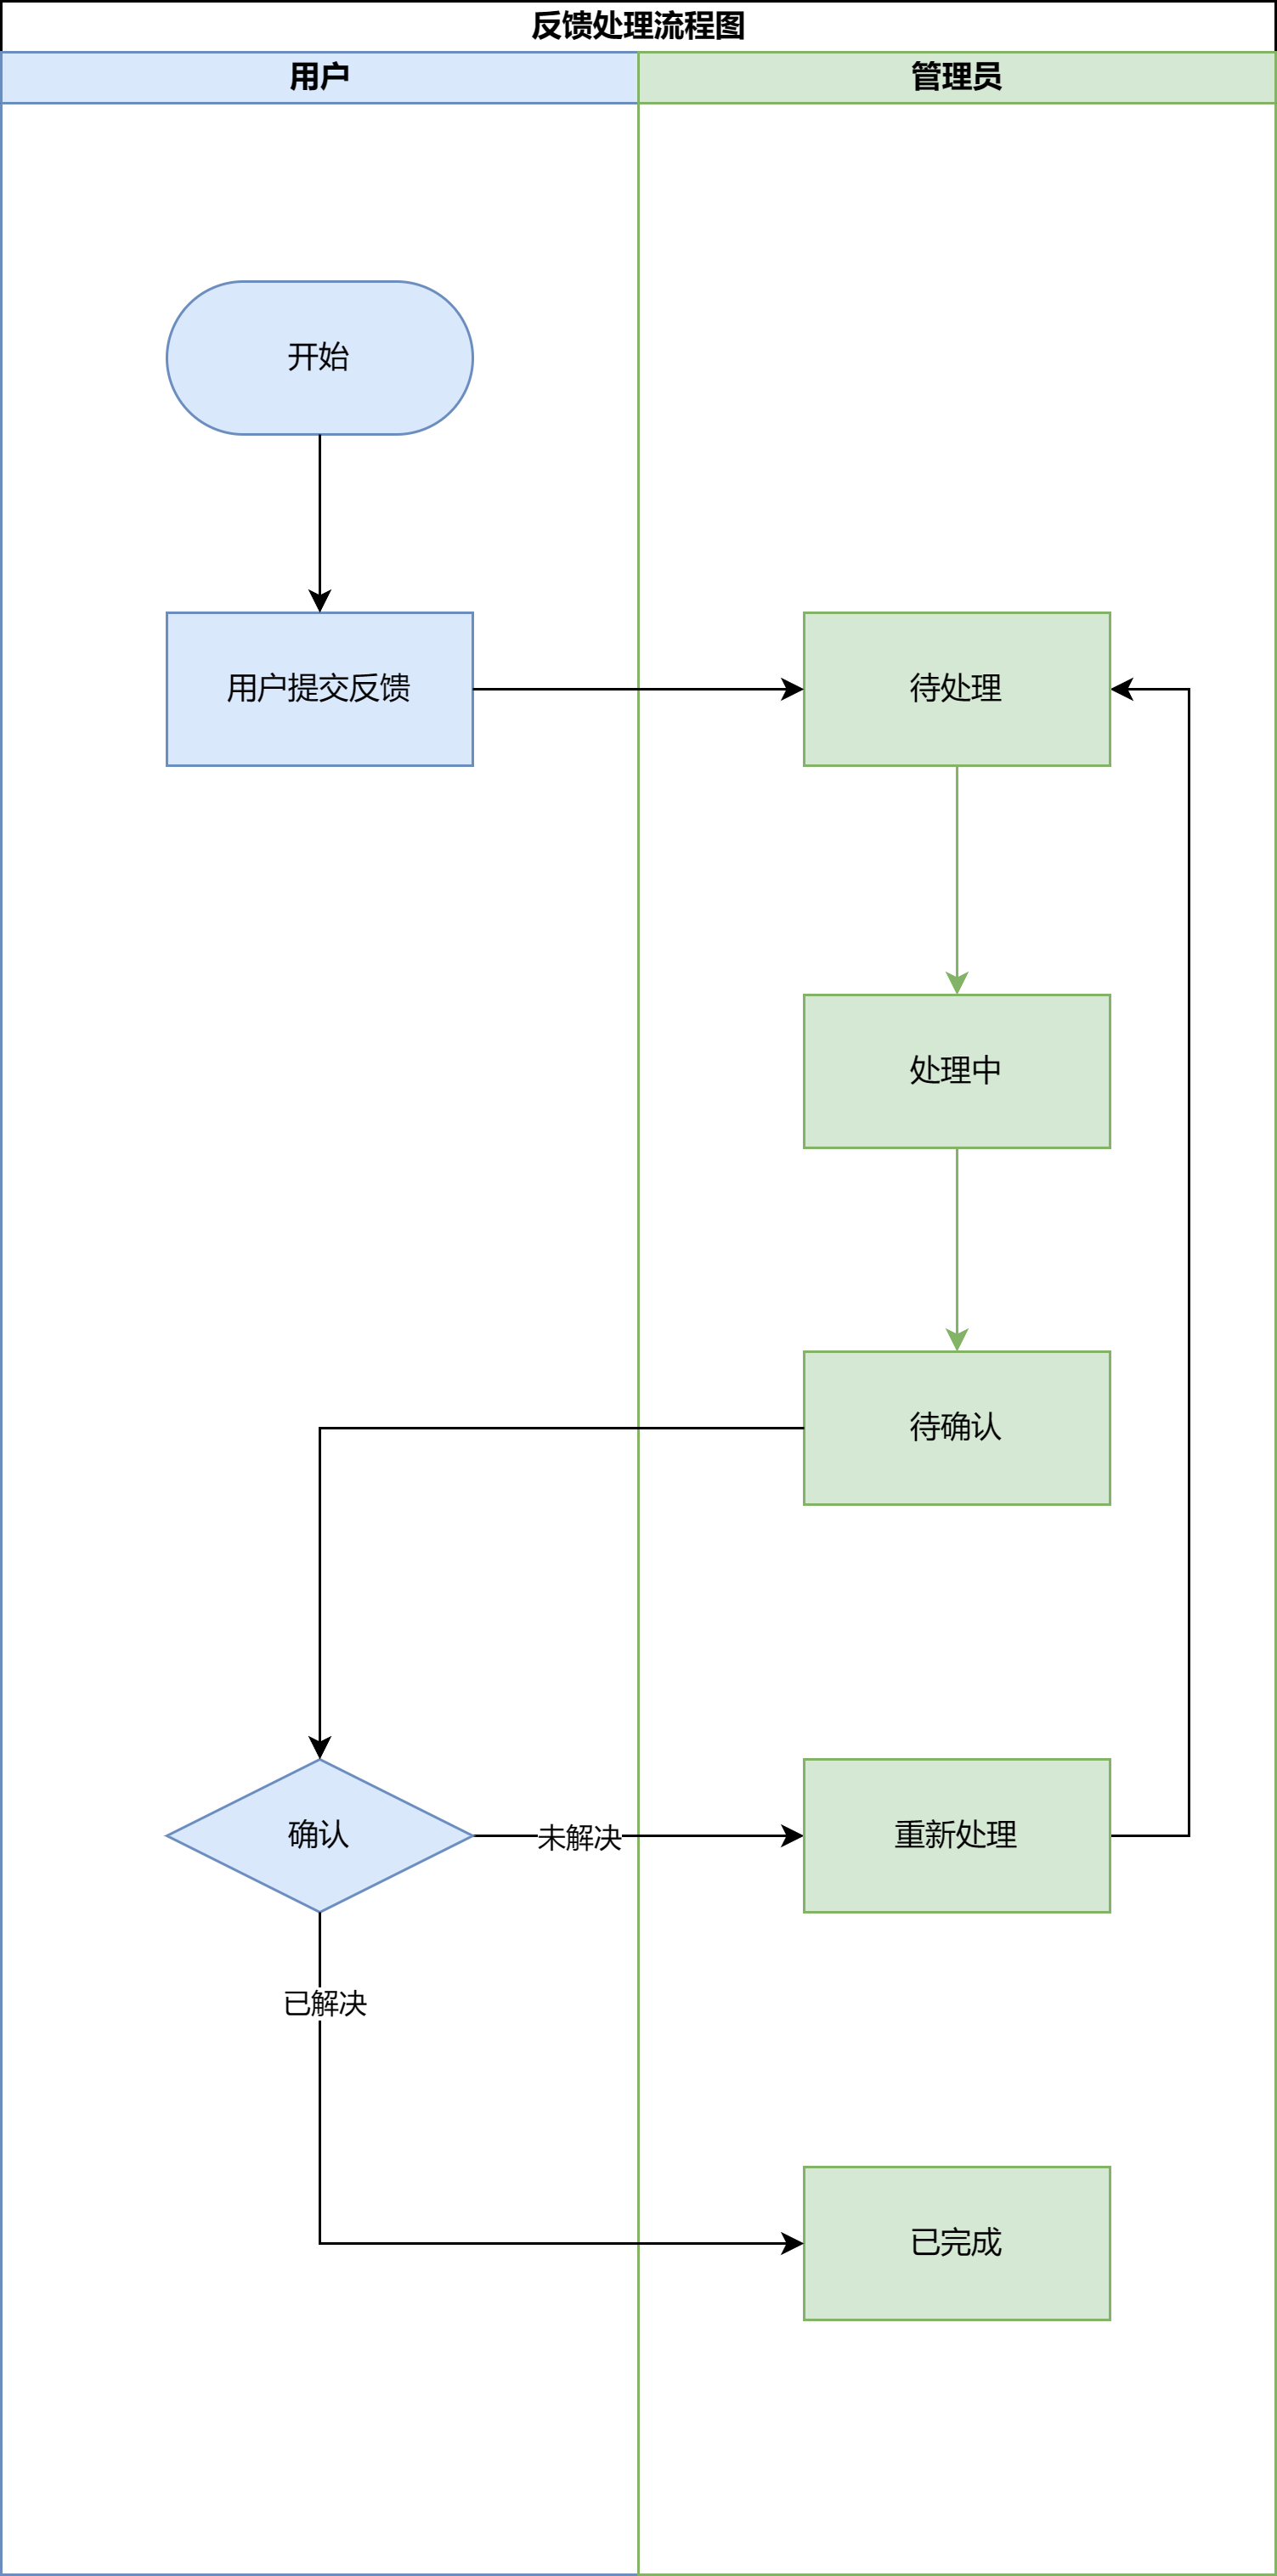 反馈处理流程图
用户
管理员
开始
用户提交反馈
待处理
处理中
待确认
确认
未解决
重新处理
已解决
已完成